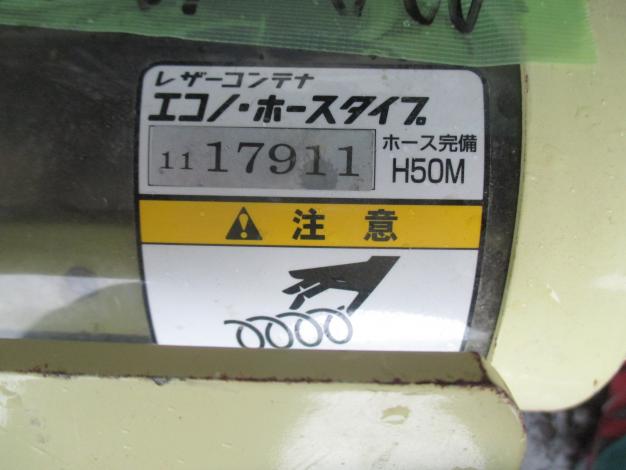 レザーコンテナ
エコノ・ホースタイプ
11 17911
ホース完備
H50M
注意